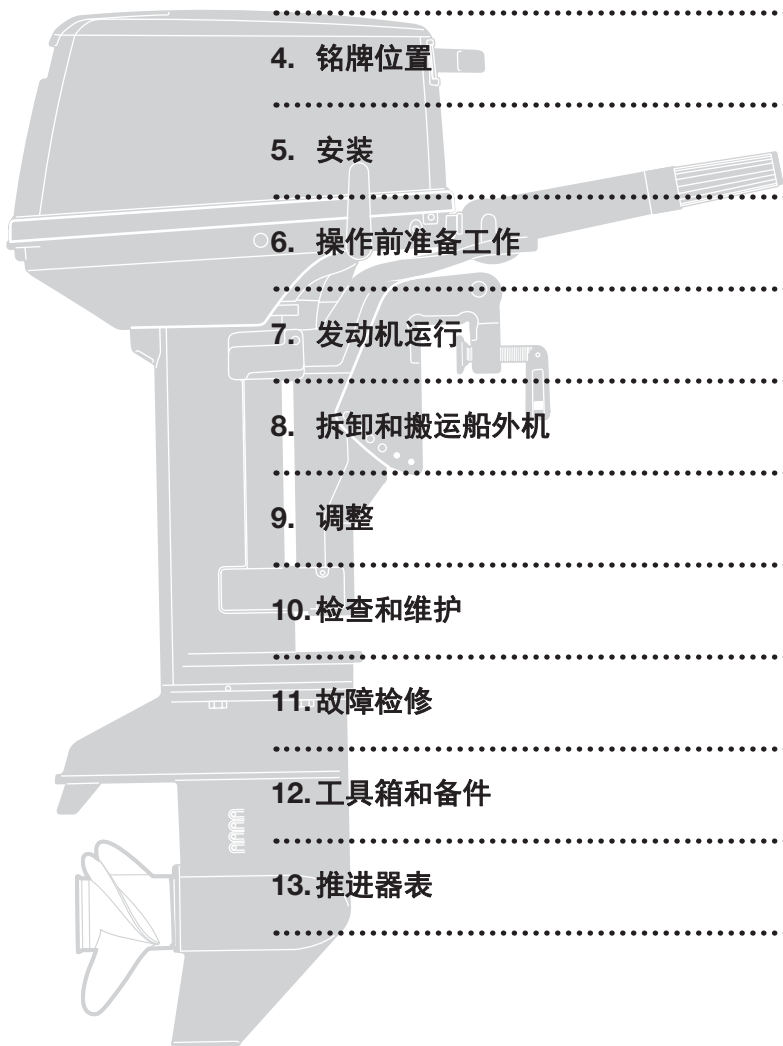 4. 铭牌位置
5. 安装
6. 操作前准备工作
7. 发动机运行
8. 拆卸和搬运船外机
9. 调整
10. 检查和维护
11. 故障检修
12. 工具箱和备件
13. 推进器表